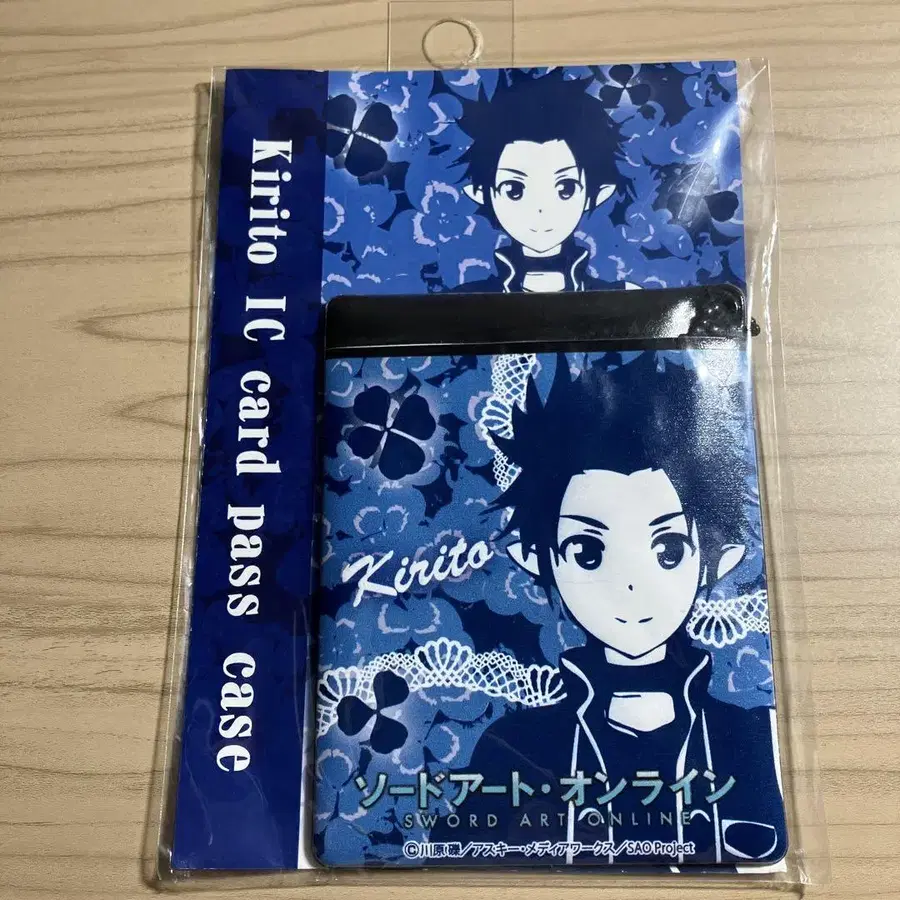 Kirito IC card pass case
Kirito
ソードアート・オンライン
SWORD ART ONLINE
©川原 礫／アスキー・メディアワークス／SAO Project